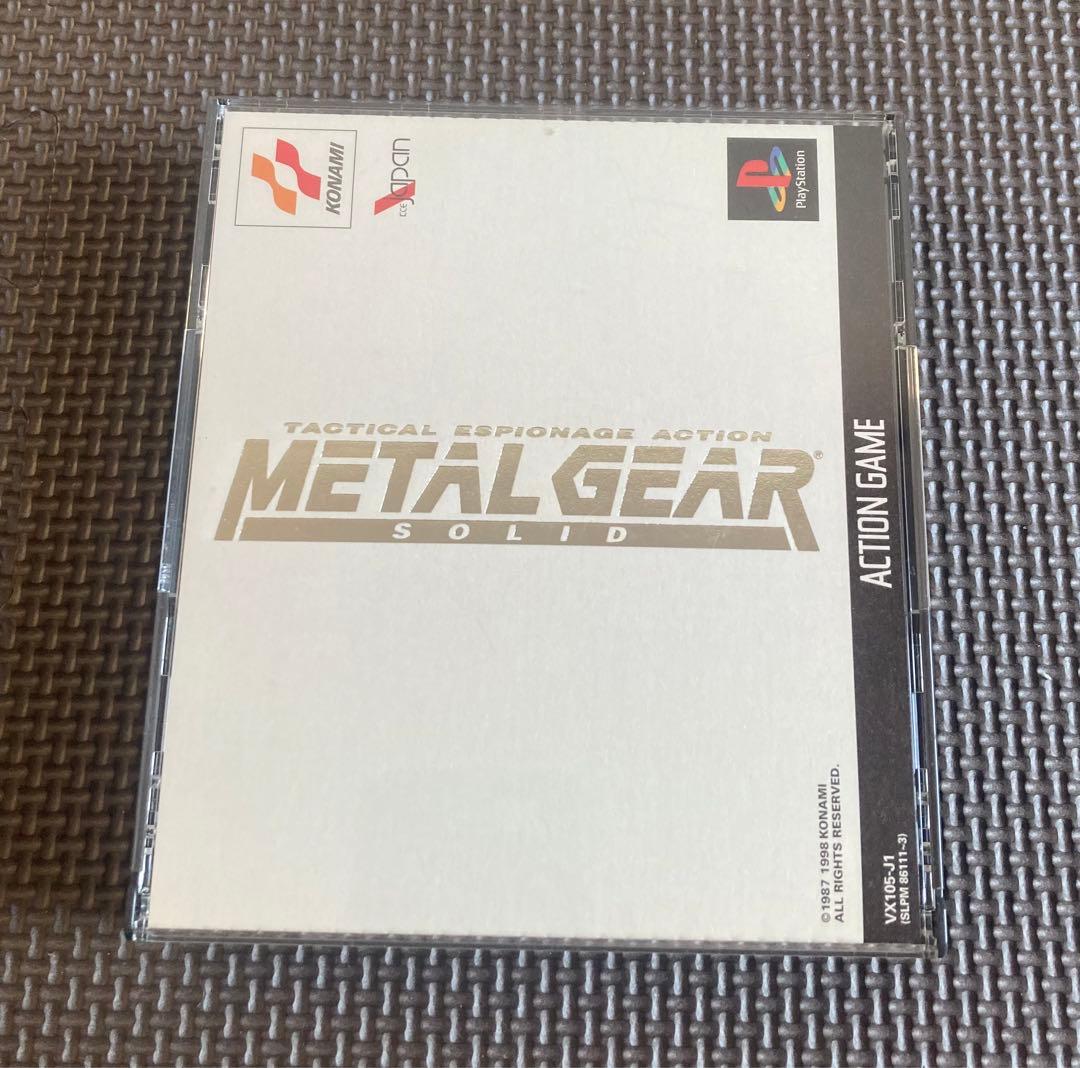 KONAMI
KCE Japan
PlayStation
TACTICAL ESPIONAGE ACTION
METAL GEAR®
SOLID
ACTION GAME
©1987 1998 KONAMI
ALL RIGHTS RESERVED.
VX105-J1
(SLPM 86111~3)